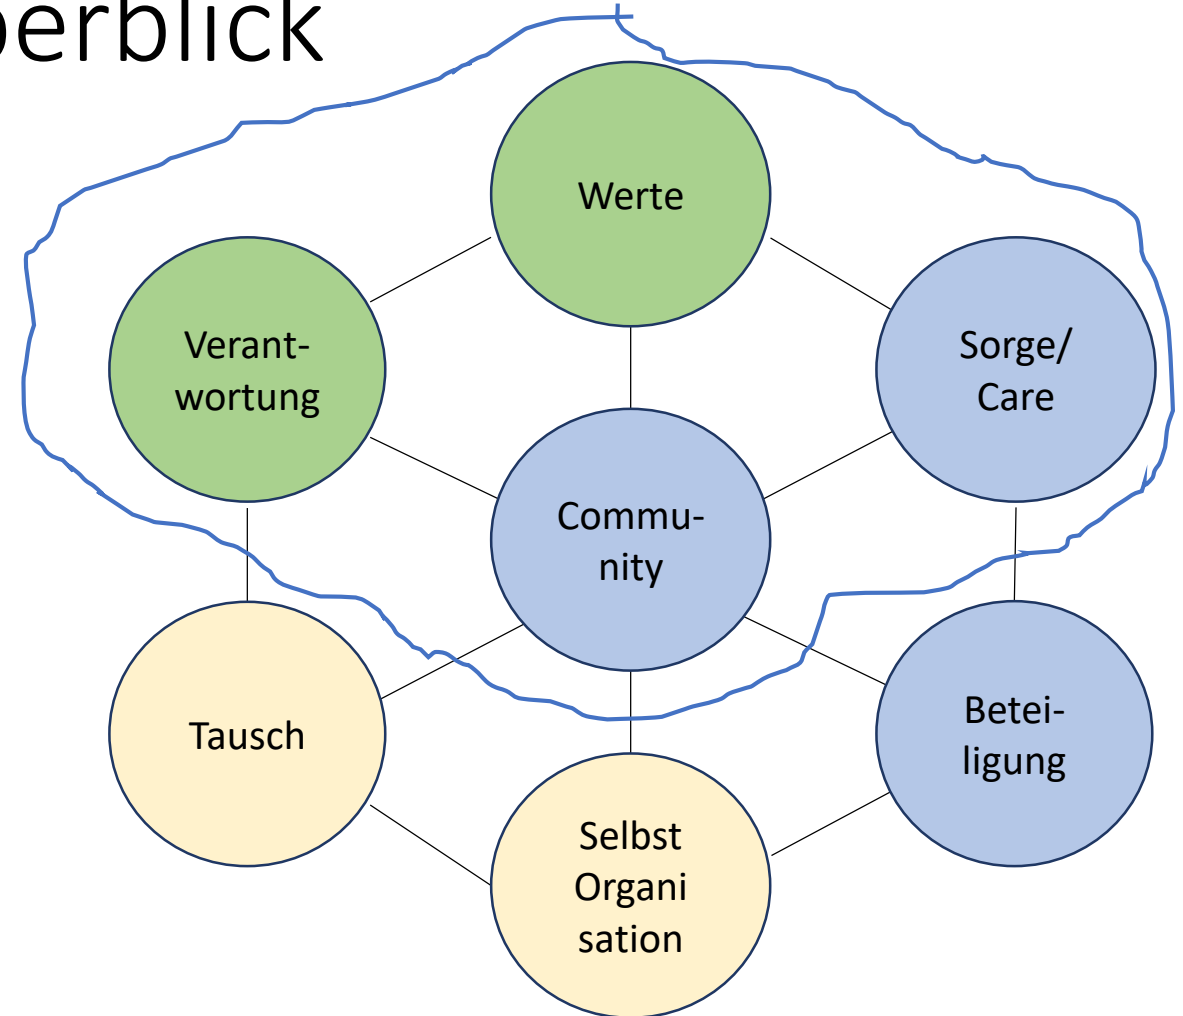 berblick
Werte
Verant-
wortung
Sorge/
Care
Commu-
nity
Tausch
Betei-
ligung
Selbst
Organi
sation